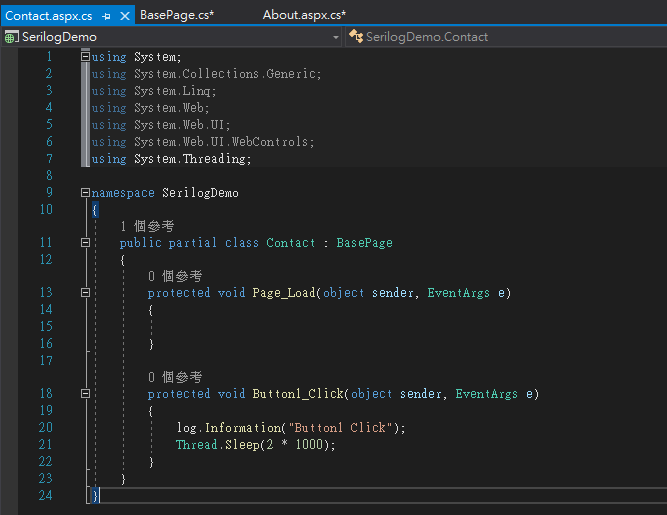 Contact.aspx.cs BasePage.cs* About.aspx.cs*
SerilogDemo SerilogDemo.Contact
1 using System;
2 using System.Collections.Generic;
3 using System.Linq;
4 using System.Web;
5 using System.Web.UI;
6 using System.Web.UI.WebControls;
7 using System.Threading;
8
9 namespace SerilogDemo
10 {
1 個參考
11 public partial class Contact : BasePage
12 {
0 個參考
13 protected void Page_Load(object sender, EventArgs e)
14 {
15
16 }
17
0 個參考
18 protected void Button1_Click(object sender, EventArgs e)
19 {
20 log.Information("Button1 Click");
21 Thread.Sleep(2 * 1000);
22 }
23 }
24 }